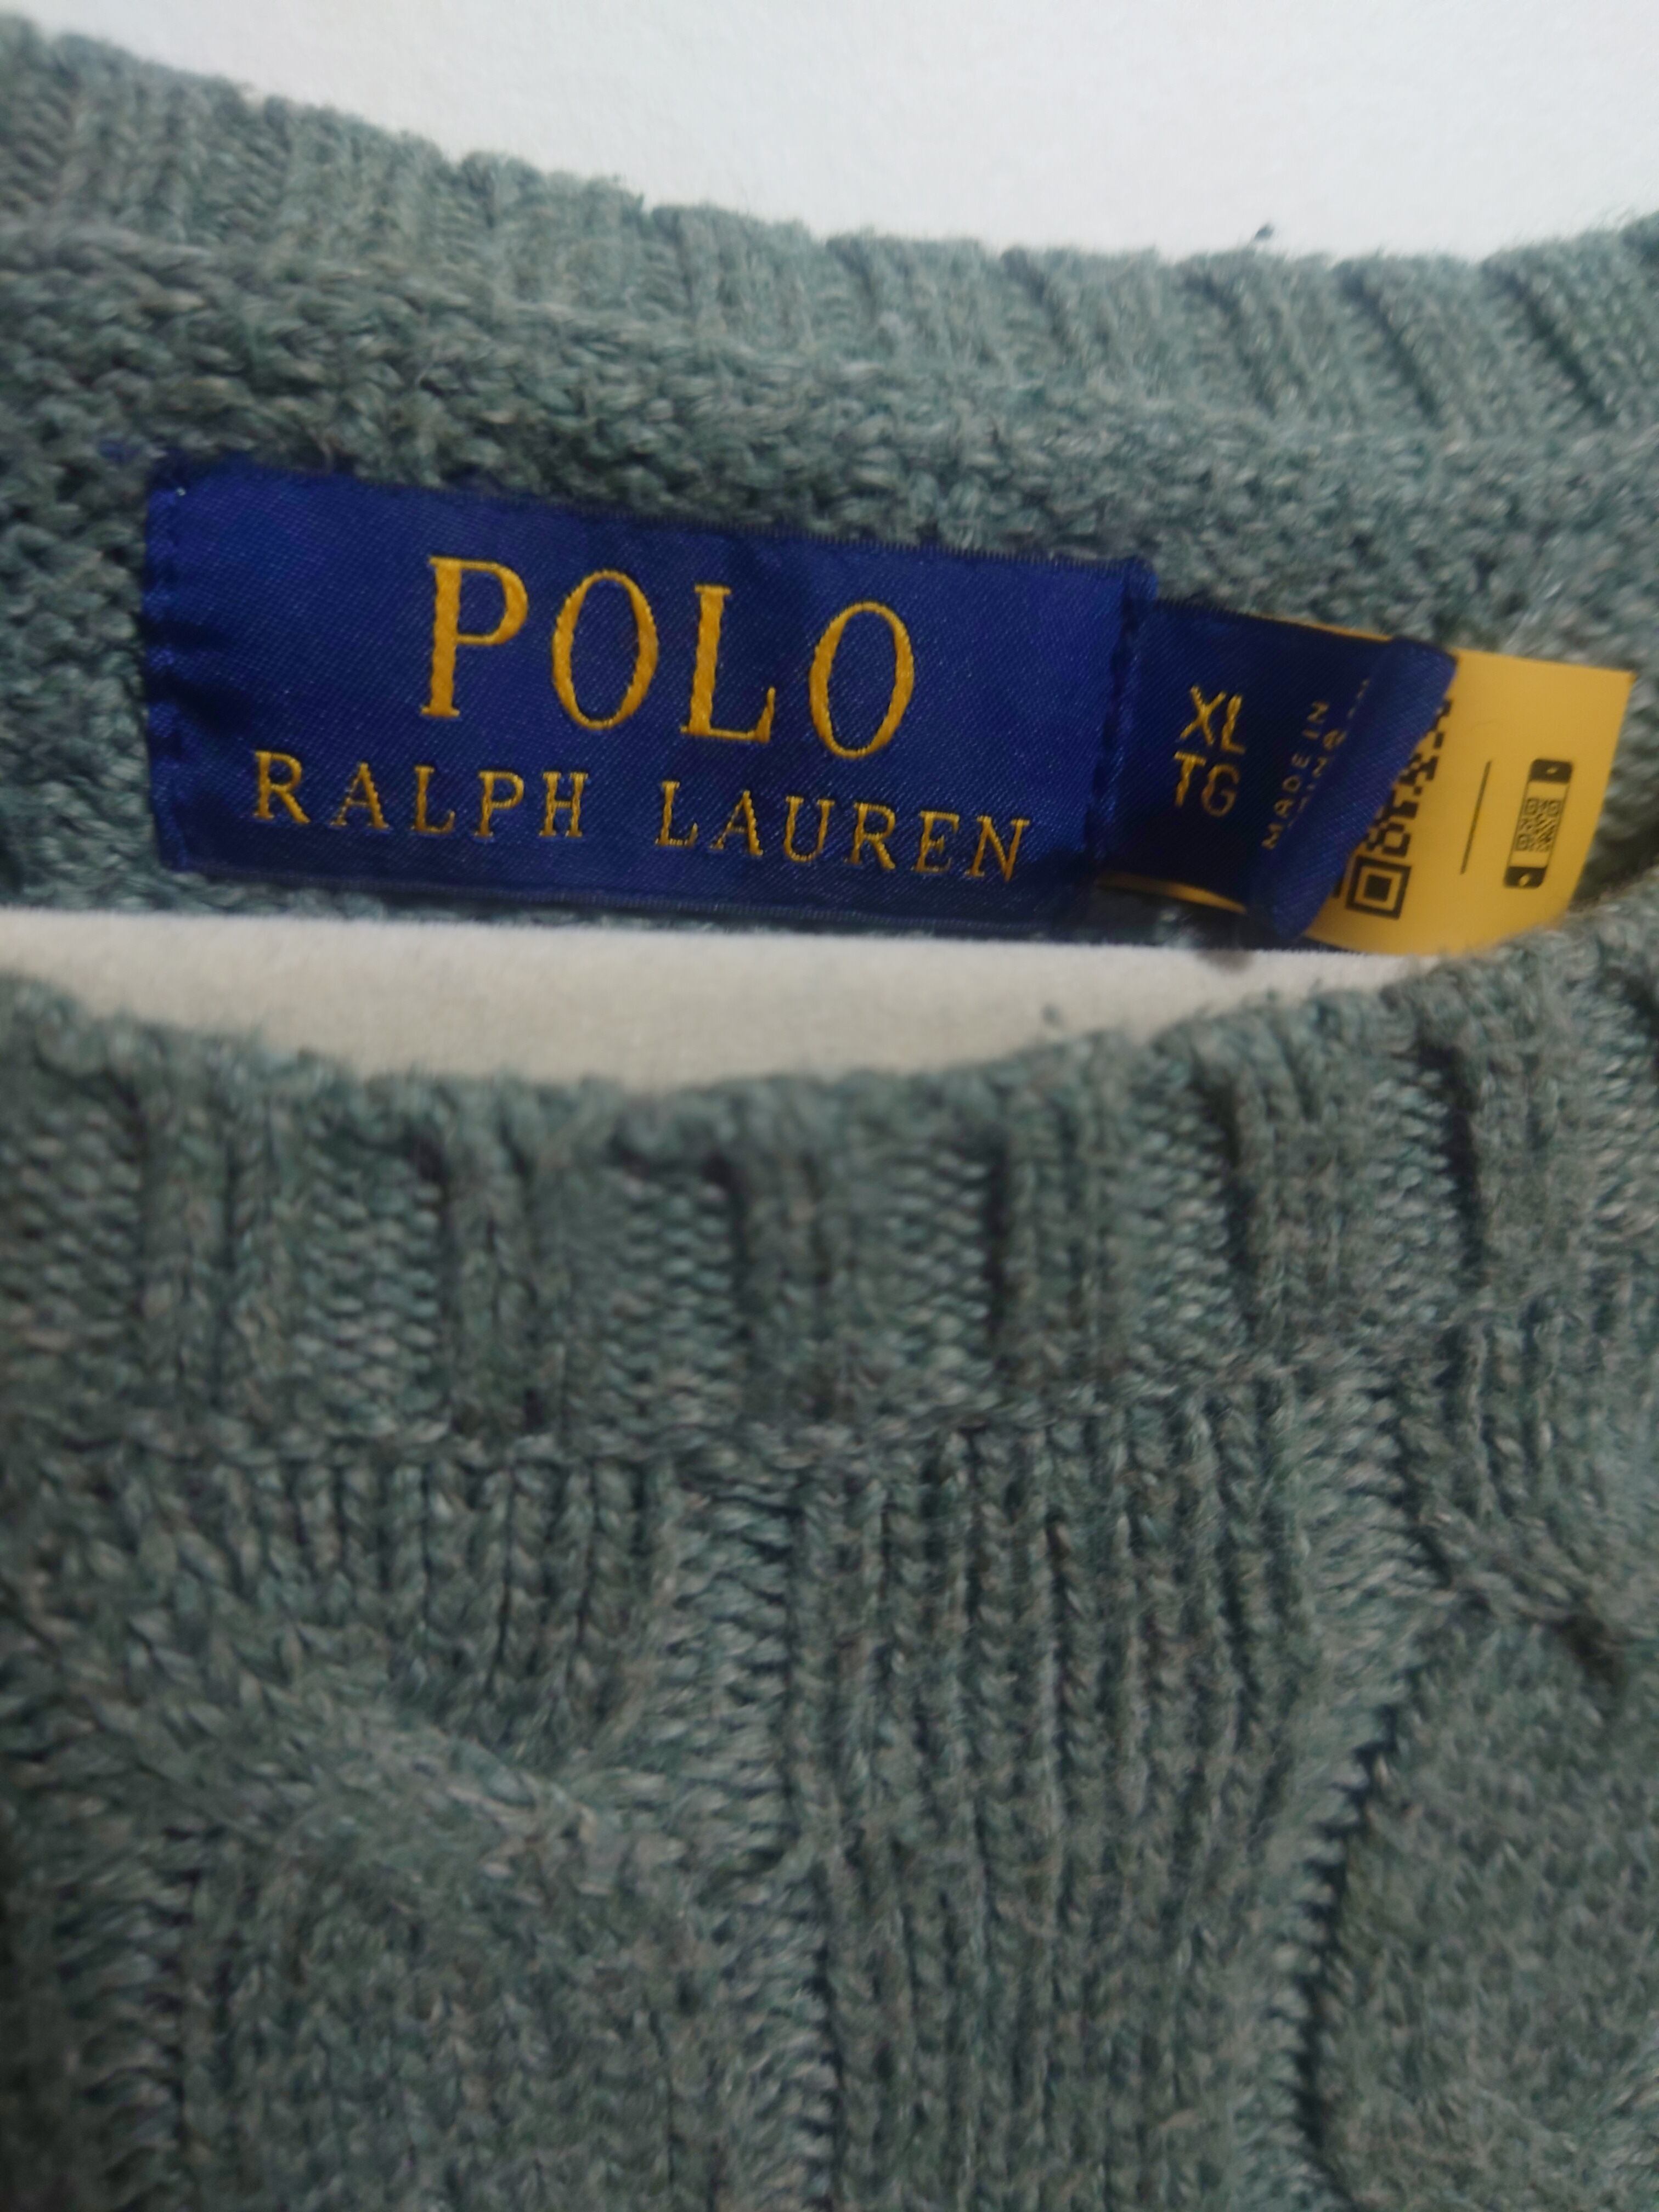 POLO
RALPH LAUREN
XL
TG
MADE IN